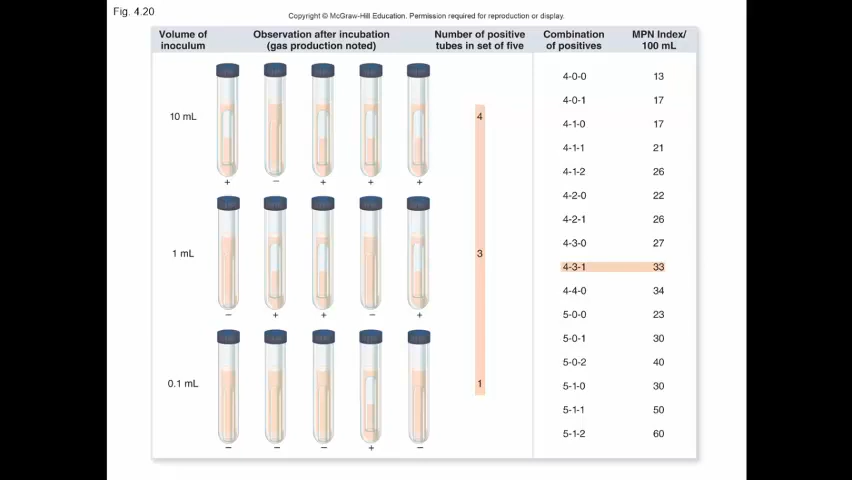 Fig. 4.20
Copyright © McGraw-Hill Education. Permission required for reproduction or display.
Volume of inoculum
Observation after incubation (gas production noted)
Number of positive tubes in set of five
Combination of positives
MPN Index/ 100 mL
10 mL
+ – + + +
4
1 mL
– + + – +
3
0.1 mL
– – – + –
1
4-0-0 13
4-0-1 17
4-1-0 17
4-1-1 21
4-1-2 26
4-2-0 22
4-2-1 26
4-3-0 27
4-3-1 33
4-4-0 34
5-0-0 23
5-0-1 30
5-0-2 40
5-1-0 30
5-1-1 50
5-1-2 60